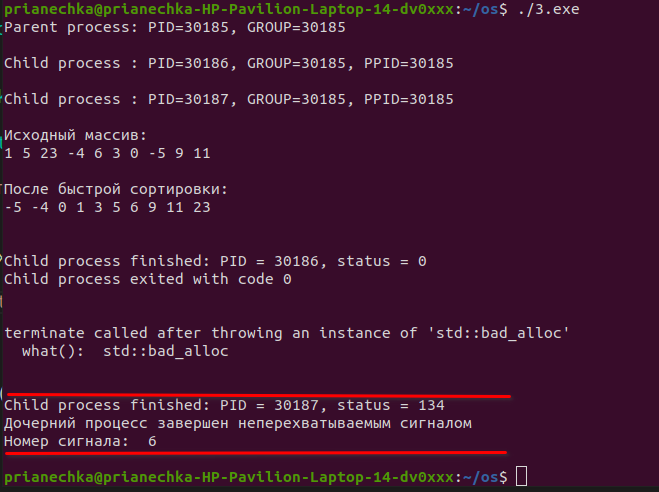 prianechka@prianechka-HP-Pavilion-Laptop-14-dv0xxx:~/os$ ./3.exe
Parent process: PID=30185, GROUP=30185
Child process : PID=30186, GROUP=30185, PPID=30185
Child process : PID=30187, GROUP=30185, PPID=30185
Исходный массив:
1 5 23 -4 6 3 0 -5 9 11
После быстрой сортировки:
-5 -4 0 1 3 5 6 9 11 23
Child process finished: PID = 30186, status = 0
Child process exited with code 0
terminate called after throwing an instance of 'std::bad_alloc'
what():  std::bad_alloc
Child process finished: PID = 30187, status = 134
Дочерний процесс завершен неперехватываемым сигналом
Номер сигнала:  6
prianechka@prianechka-HP-Pavilion-Laptop-14-dv0xxx:~/os$